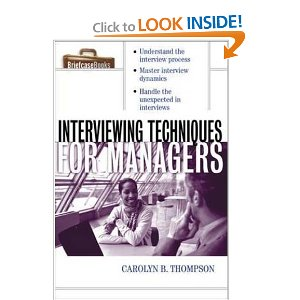 Click to LOOK INSIDE!
BriefcaseBooks
• Understand the
interview process
• Master interview
dynamics
• Handle the
unexpected in
interviews
INTERVIEWING TECHNIQUES
FOR MANAGERS
CAROLYN B. THOMPSON